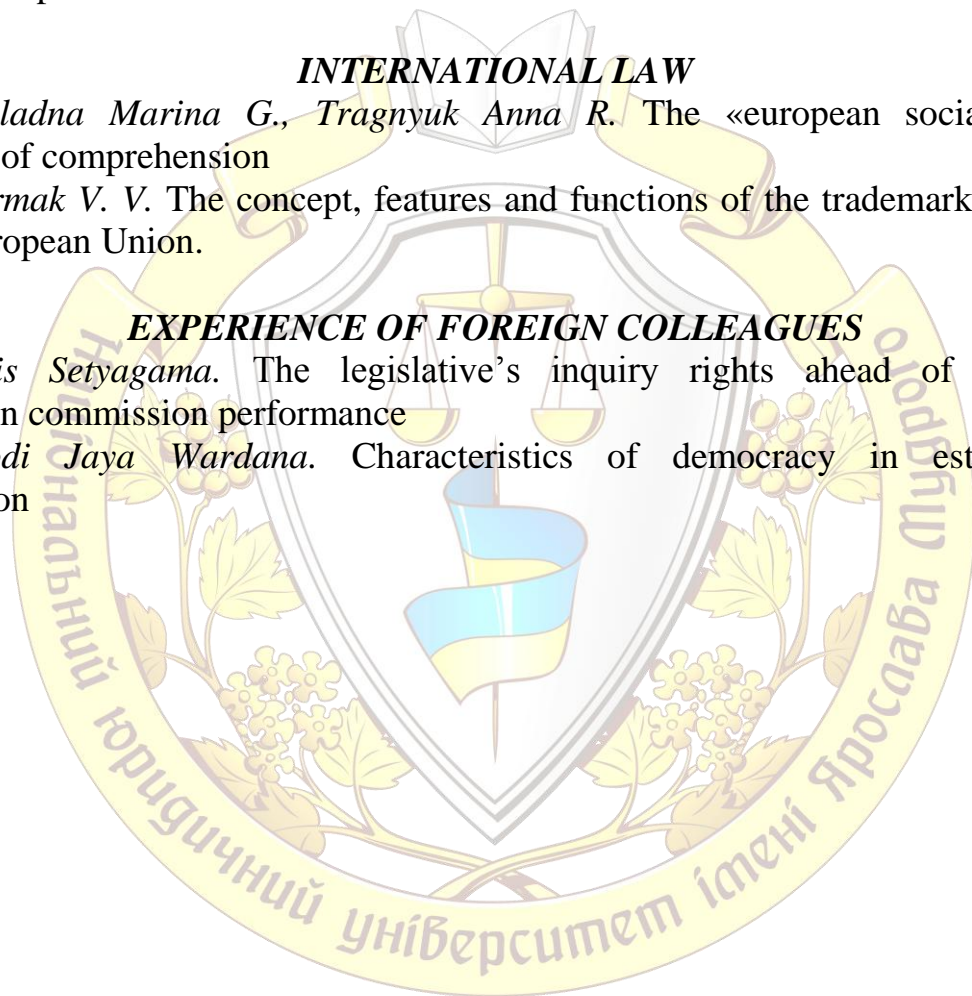 INTERNATIONAL LAW
ladna Marina G., Tragnyuk Anna R. The «european socia
of comprehension
rmak V. V. The concept, features and functions of the trademark
ropean Union.
EXPERIENCE OF FOREIGN COLLEAGUES
is Setyagama. The legislative’s inquiry rights ahead of
n commission performance
di Jaya Wardana. Characteristics of democracy in est
on
Національний юридичний університет імені Ярослава Мудрого